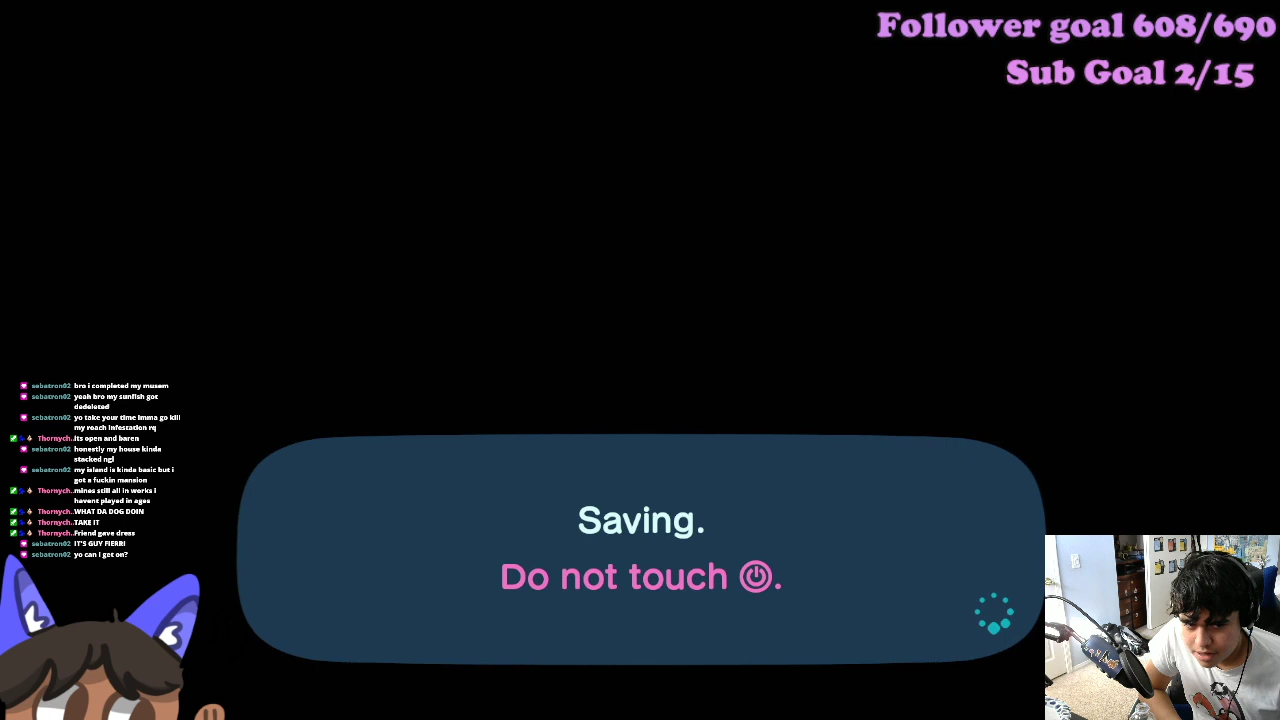 Follower goal 608/690
Sub Goal 2/15
sebatron02 bro i completed my musem
sebatron02 yeah bro my sunfish got
dedeleted
sebatron02 yo take your time imma go kill
my roach infestation rq
Thornych.. Its open and baren
sebatron02 honestly my house kinda
stacked ngl
sebatron02 my island is kinda basic but i
got a fuckin mansion
Thornych.. mines still all in works i
havent played in ages
Thornych.. WHAT DA DOG DOIN
Thornych.. TAKE IT
Thornych.. Friend gave dress
sebatron02 IT'S GUY FIERRI
sebatron02 yo can I get on?
Saving.
Do not touch .